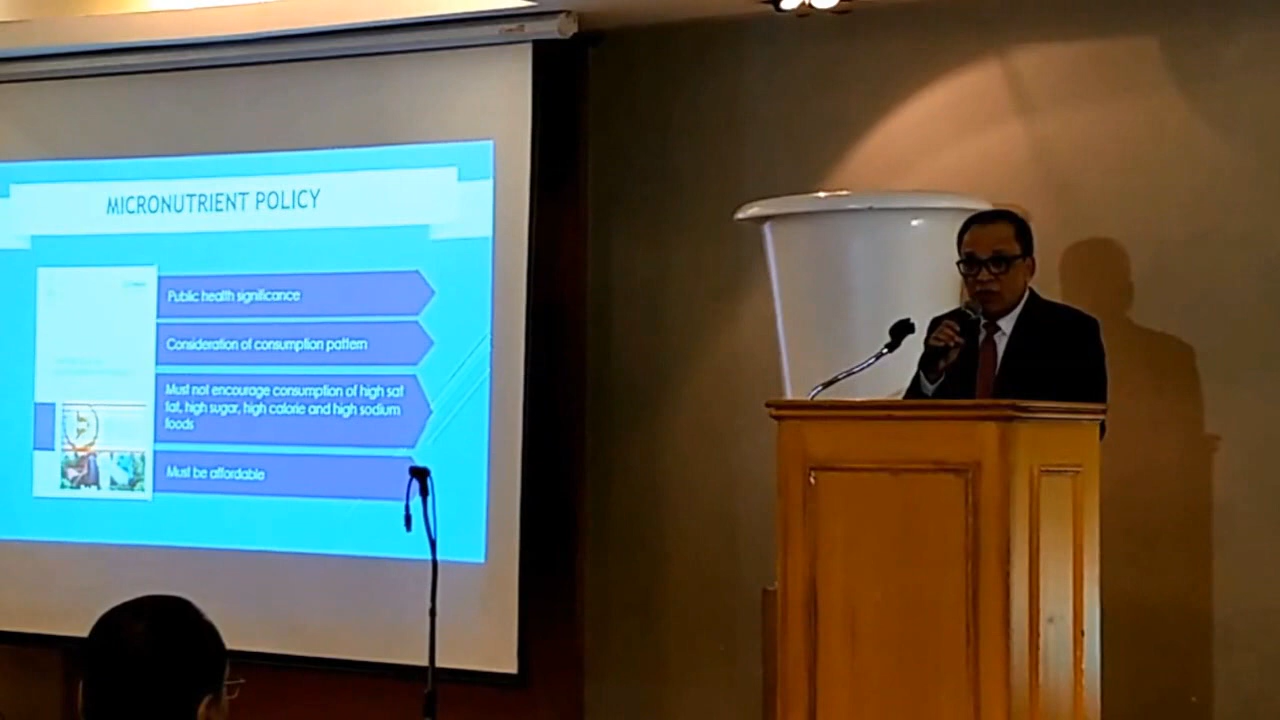 MICRONUTRIENT POLICY
Public health significance
Consideration of consumption pattern
Must not encourage consumption of high sat
fat, high sugar, high calorie and high sodium
foods
Must be affordable